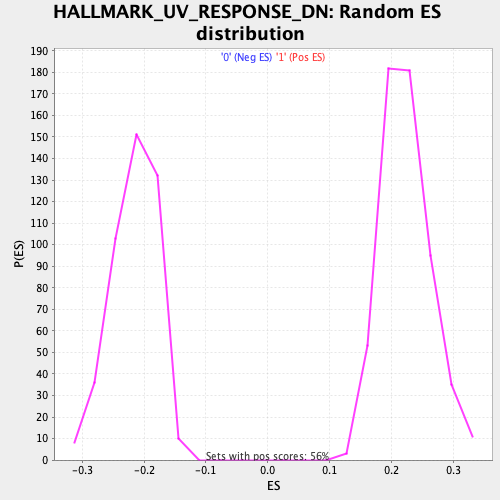 HALLMARK_UV_RESPONSE_DN: Random ES
distribution
'0' (Neg ES) '1' (Pos ES)
190
180
170
160
150
140
130
120
110
100
90
80
70
60
50
40
30
20
10
0
P(ES)
Sets with pos scores: 56%
-0.3 -0.2 -0.1 0.0 0.1 0.2 0.3
ES